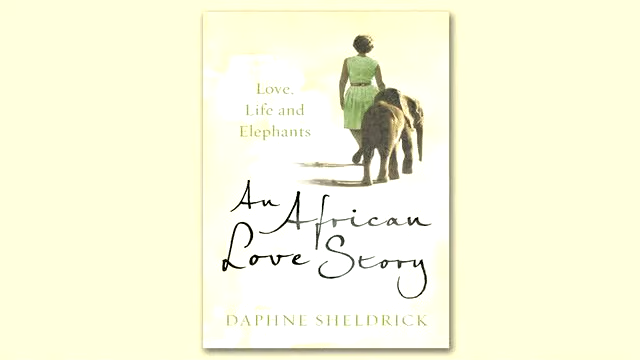 Love,
Life and
Elephants
An
African
Love Story
DAPHNE SHELDRICK